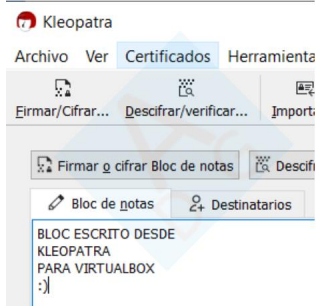 Kleopatra
Archivo Ver Certificados Herramienta
Firmar/Cifrar... Descifrar/verificar... Importa
Firmar o cifrar Bloc de notas Descif
Bloc de notas Destinatarios
BLOC ESCRITO DESDE
KLEOPATRA
PARA VIRTUALBOX
:)